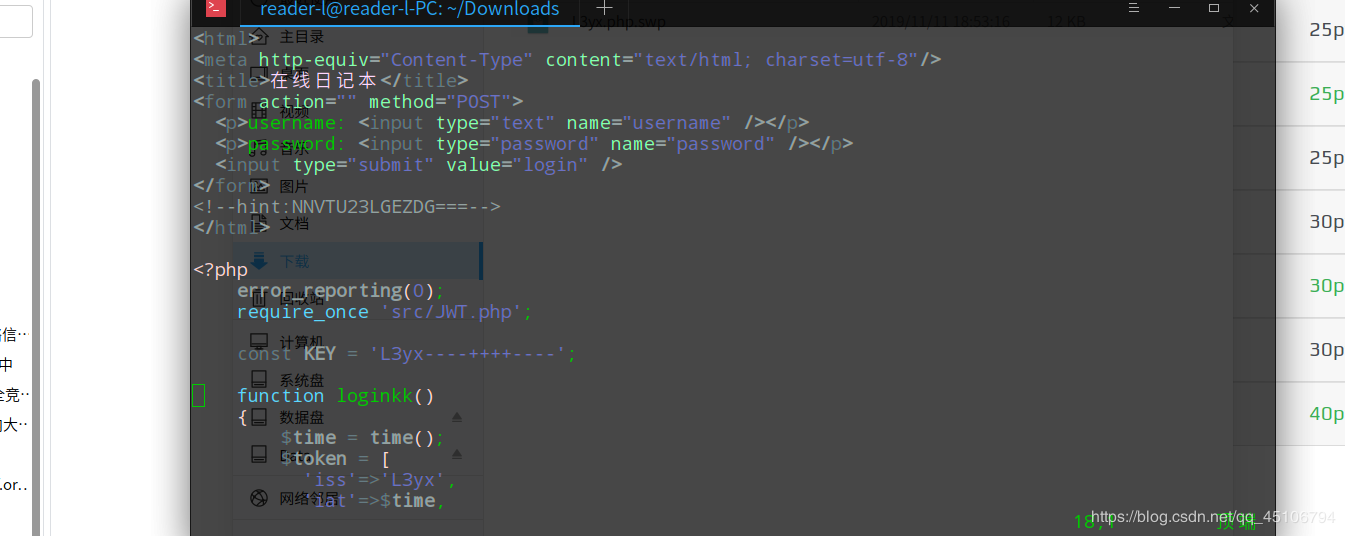 reader-l@reader-l-PC: ~/Downloads
L3yx.php.swp 2019/11/11 18:53:16 12 KB
<html>
主目录
<meta http-equiv="Content-Type" content="text/html; charset=utf-8"/>
<title>在线日记本</title>
<form action="" method="POST">
视频
<p>username: <input type="text" name="username" /></p>
<p>password: <input type="password" name="password" /></p>
音乐
<input type="submit" value="login" />
</form>
图片
<!--hint:NNVTU23LGEZDG===-->
</html>
文档
<?php
下载
error_reporting(0);
回收站
require_once 'src/JWT.php';
计算机
const KEY = 'L3yx----++++----';
系统盘
function loginkk()
{
数据盘
$time = time();
$token = [
'iss'=>'L3yx',
'iat'=>$time,
网络邻居
18,1 顶端
https://blog.csdn.net/qq_45106794
25p
25p
25p
30p
30p
30p
40p
信…
中
竞…
大…
.or…